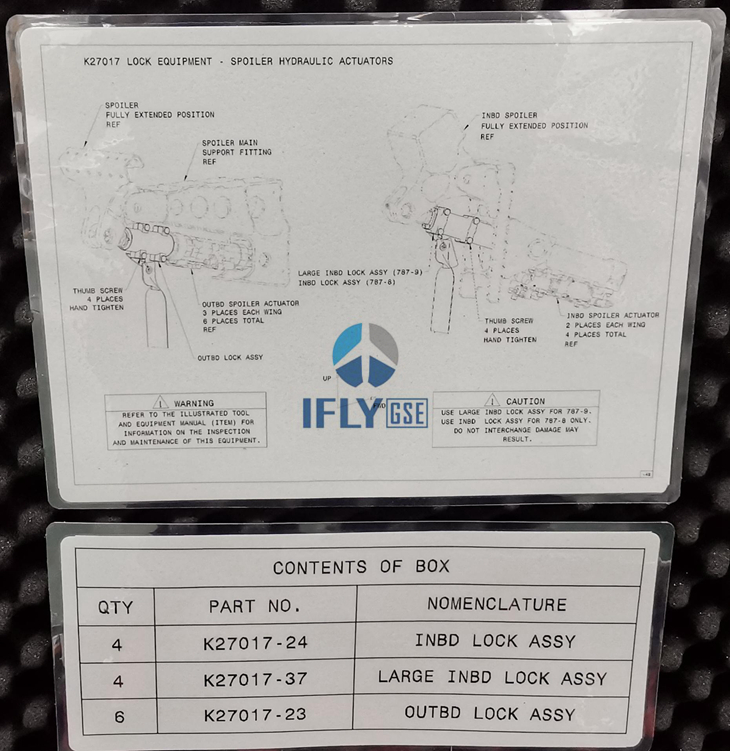 K27017 LOCK EQUIPMENT - SPOILER HYDRAULIC ACTUATORS
SPOILER
FULLY EXTENDED POSITION
REF
SPOILER MAIN
SUPPORT FITTING
REF
INBD SPOILER
FULLY EXTENDED POSITION
REF
LARGE INBD LOCK ASSY (787-9)
INBD LOCK ASSY (787-8)
THUMB SCREW
4 PLACES
HAND TIGHTEN
OUTBD SPOILER ACTUATOR
3 PLACES EACH WING
6 PLACES TOTAL
REF
OUTBD LOCK ASSY
THUMB SCREW
4 PLACES
HAND TIGHTEN
INBD SPOILER ACTUATOR
2 PLACES EACH WING
4 PLACES TOTAL
REF
UP
IFLY GSE
WARNING
REFER TO THE ILLUSTRATED TOOL
AND EQUIPMENT MANUAL (ITEM) FOR
INFORMATION ON THE INSPECTION
AND MAINTENANCE OF THIS EQUIPMENT.
CAUTION
USE LARGE INBD LOCK ASSY FOR 787-9.
USE INBD LOCK ASSY FOR 787-8 ONLY.
DO NOT INTERCHANGE DAMAGE MAY
RESULT.
CONTENTS OF BOX
QTY PART NO. NOMENCLATURE
4 K27017-24 INBD LOCK ASSY
4 K27017-37 LARGE INBD LOCK ASSY
6 K27017-23 OUTBD LOCK ASSY